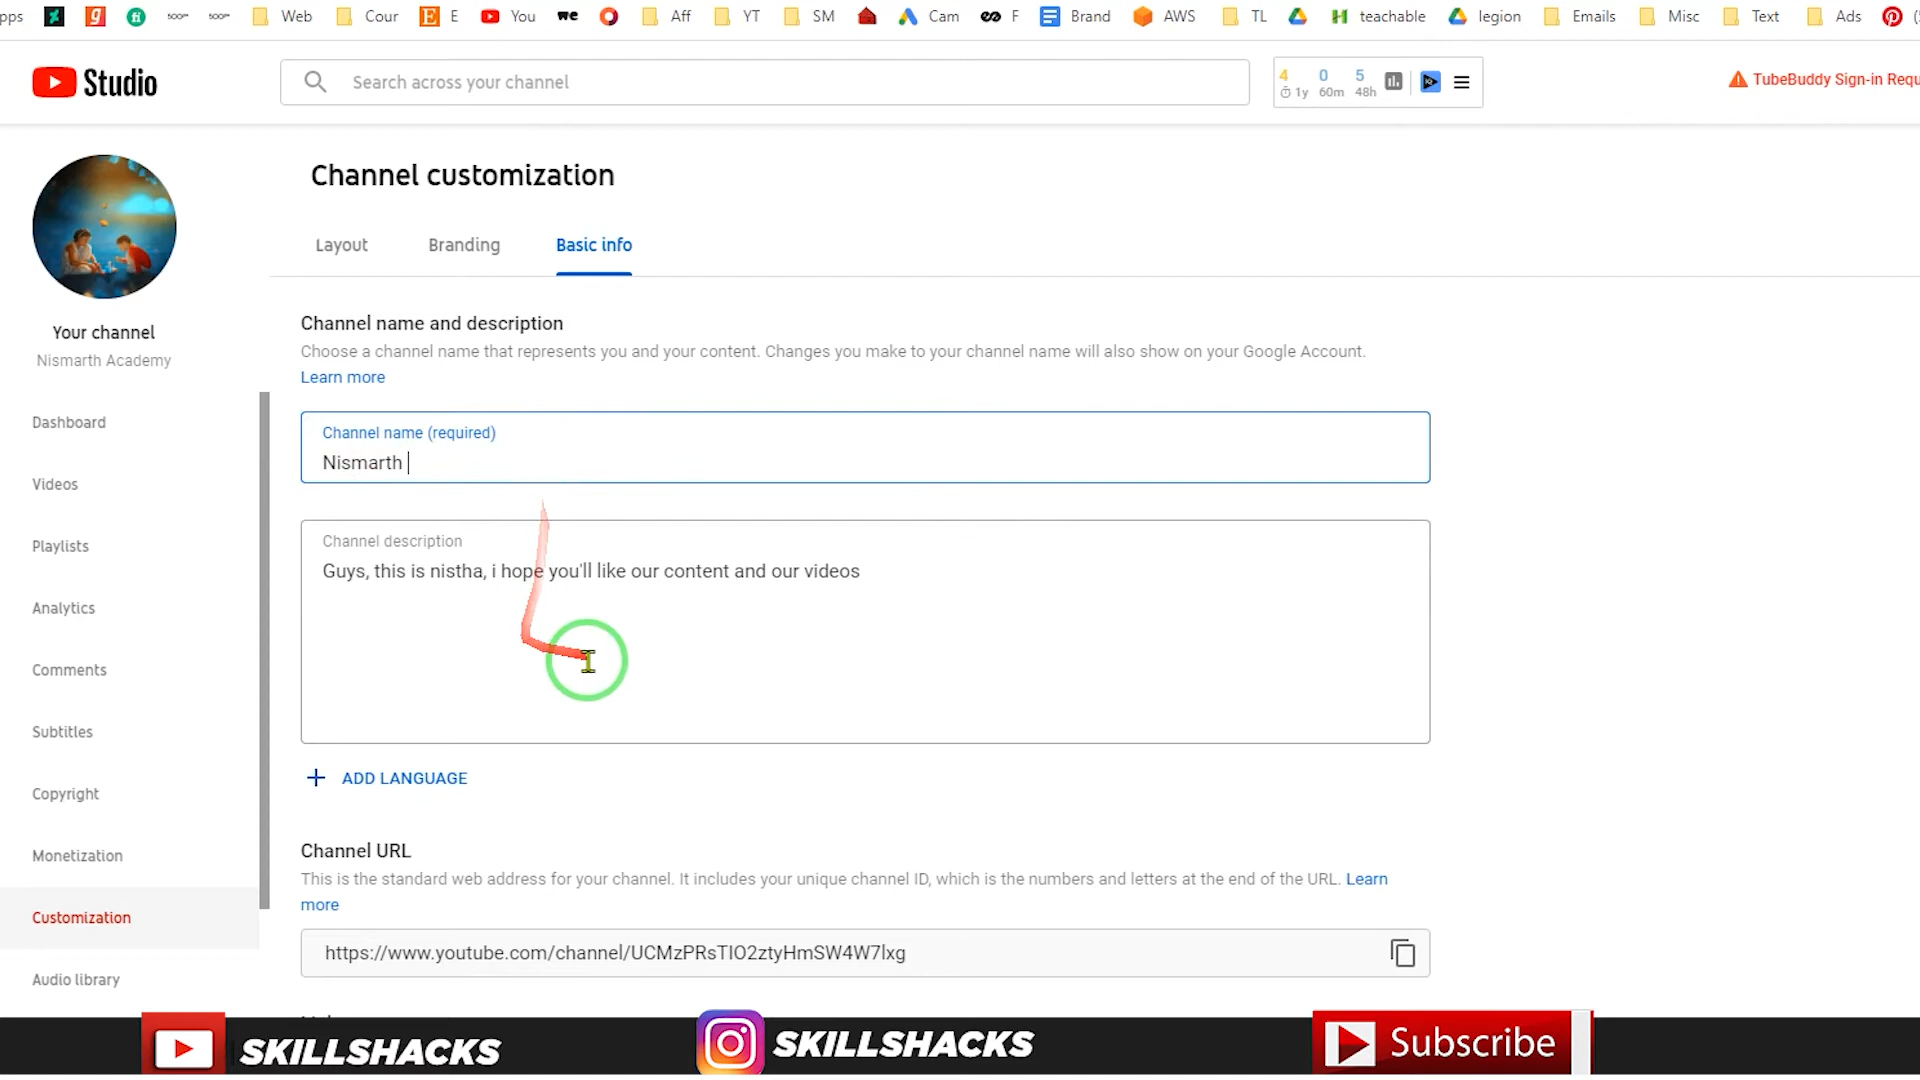 pps Web Cour E You we Aff YT SM Cam F Brand AWS TL teachable legion Emails Misc Text Ads
Studio
Search across your channel
4 0 5
1y 60m 48h
TubeBuddy Sign-in Requ
Channel customization
Layout Branding Basic info
Your channel
Nismarth Academy
Dashboard
Videos
Playlists
Analytics
Comments
Subtitles
Copyright
Monetization
Customization
Audio library
Channel name and description
Choose a channel name that represents you and your content. Changes you make to your channel name will also show on your Google Account.
Learn more
Channel name (required)
Nismarth
Channel description
Guys, this is nistha, i hope you'll like our content and our videos
ADD LANGUAGE
Channel URL
This is the standard web address for your channel. It includes your unique channel ID, which is the numbers and letters at the end of the URL. Learn
more
https://www.youtube.com/channel/UCMzPRsTIO2ztyHmSW4W7lxg
SKILLSHACKS
SKILLSHACKS
Subscribe